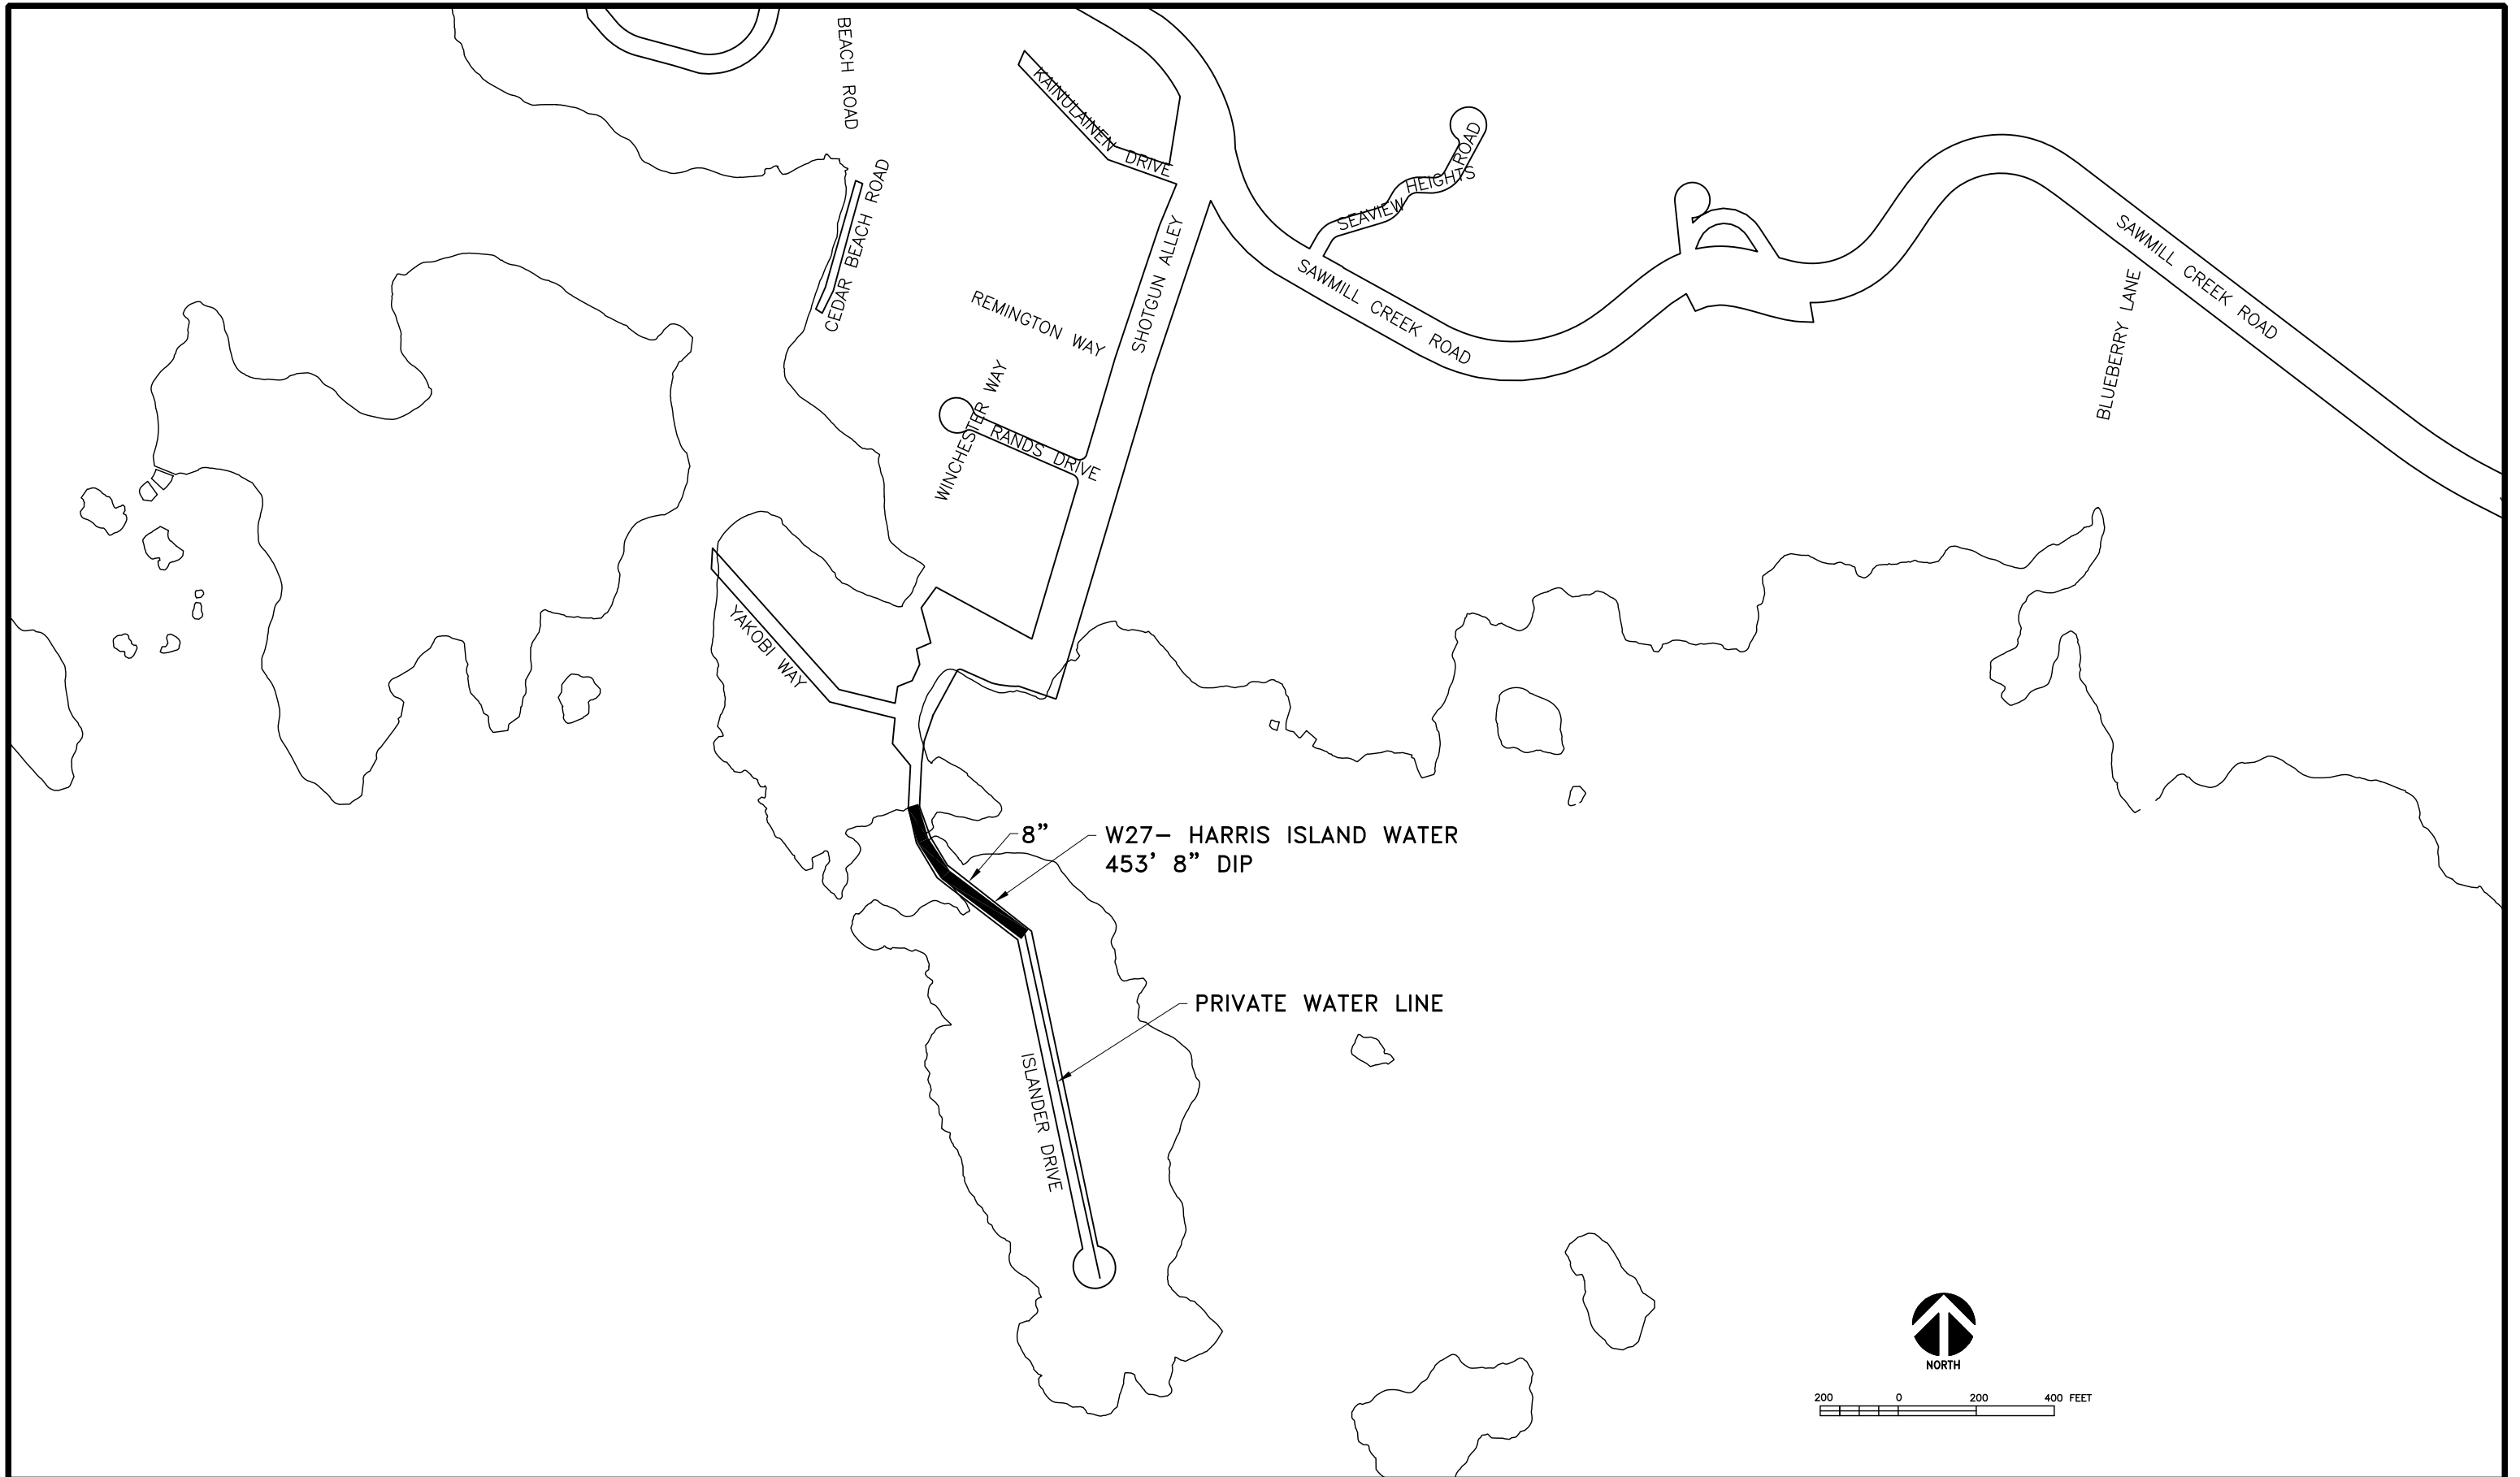 BEACH ROAD
KAINULAINEN DRIVE
CEDAR BEACH ROAD
SEAVIEW HEIGHTS ROAD
SHOTGUN ALLEY
SAWMILL CREEK ROAD
SAWMILL CREEK ROAD
BLUEBERRY LANE
REMINGTON WAY
WINCHESTER WAY
RANDS DRIVE
YAKOBI WAY
8”
W27– HARRIS ISLAND WATER
453’ 8” DIP
PRIVATE WATER LINE
ISLANDER DRIVE
NORTH
200 0 200 400 FEET